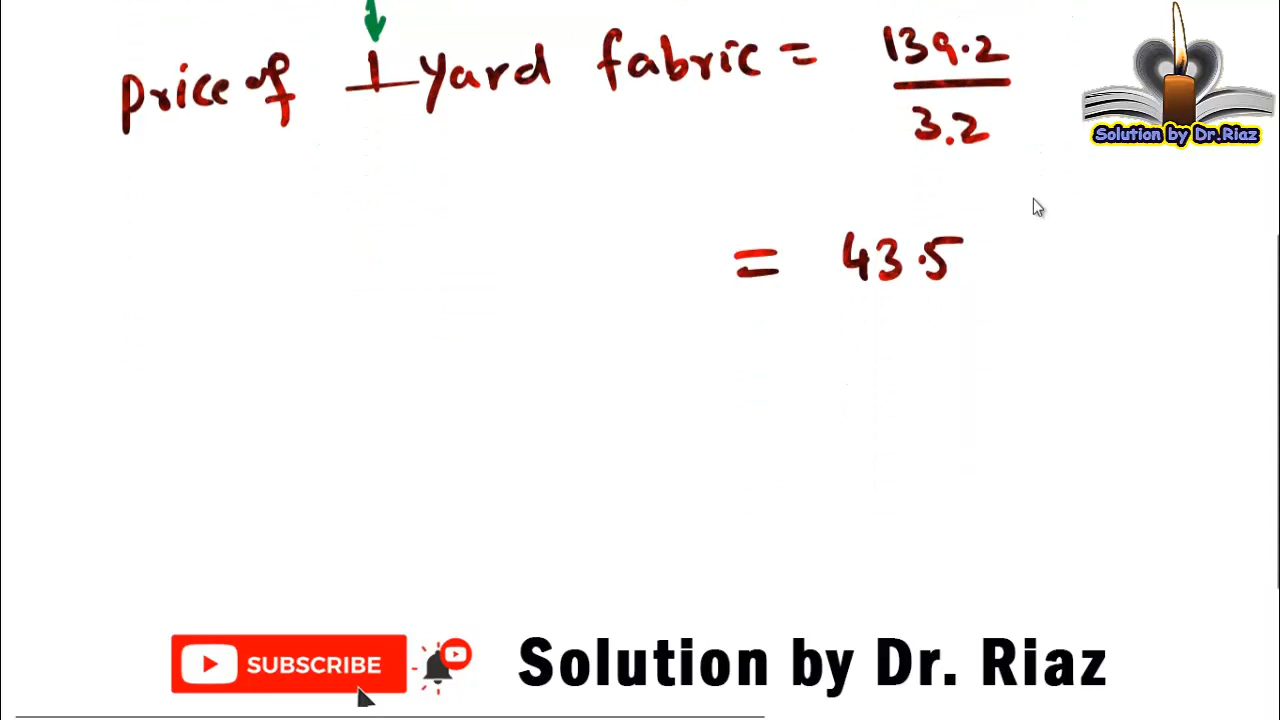 price of 1 yard fabric = 139.2
3.2
= 43.5
Solution by Dr.Riaz
SUBSCRIBE
Solution by Dr. Riaz